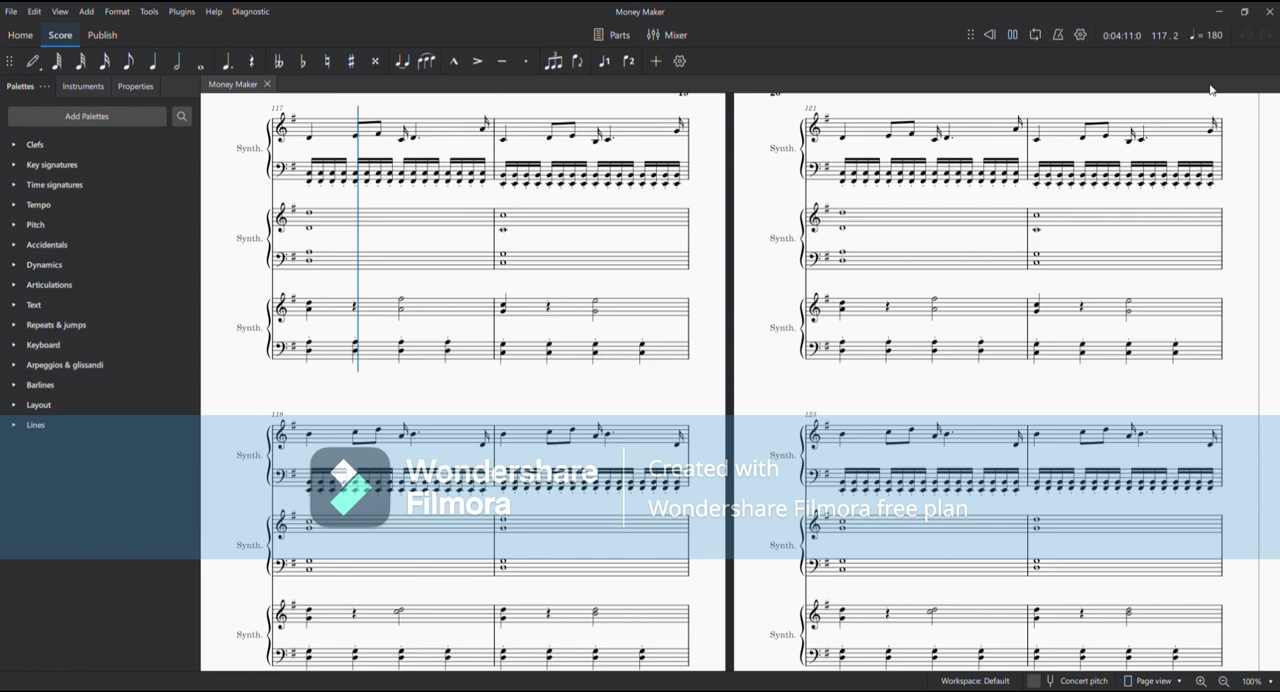 File Edit View Add Format Tools Plugins Help Diagnostic
Money Maker
Home Score Publish
Parts Mixer
0:04:11:0 117 . 2 = 180
Palettes Instruments Properties
Money Maker
Add Palettes
Clefs
Key signatures
Time signatures
Tempo
Pitch
Accidentals
Dynamics
Articulations
Text
Repeats & jumps
Keyboard
Arpeggios & glissandi
Barlines
Layout
Lines
117
Synth.
Synth.
Synth.
119
Synth.
Synth.
Synth.
121
Synth.
Synth.
Synth.
123
Synth.
Synth.
Synth.
Wondershare
Filmora
Created with
Wondershare Filmora free plan
Workspace: Default Concert pitch Page view 100%